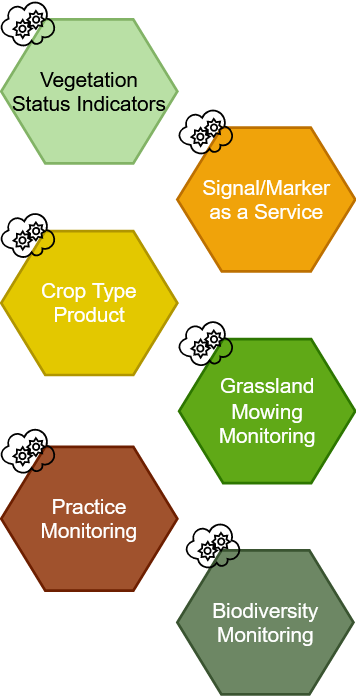 Vegetation
Status Indicators
Signal/Marker
as a Service
Crop Type
Product
Grassland
Mowing
Monitoring
Practice
Monitoring
Biodiversity
Monitoring